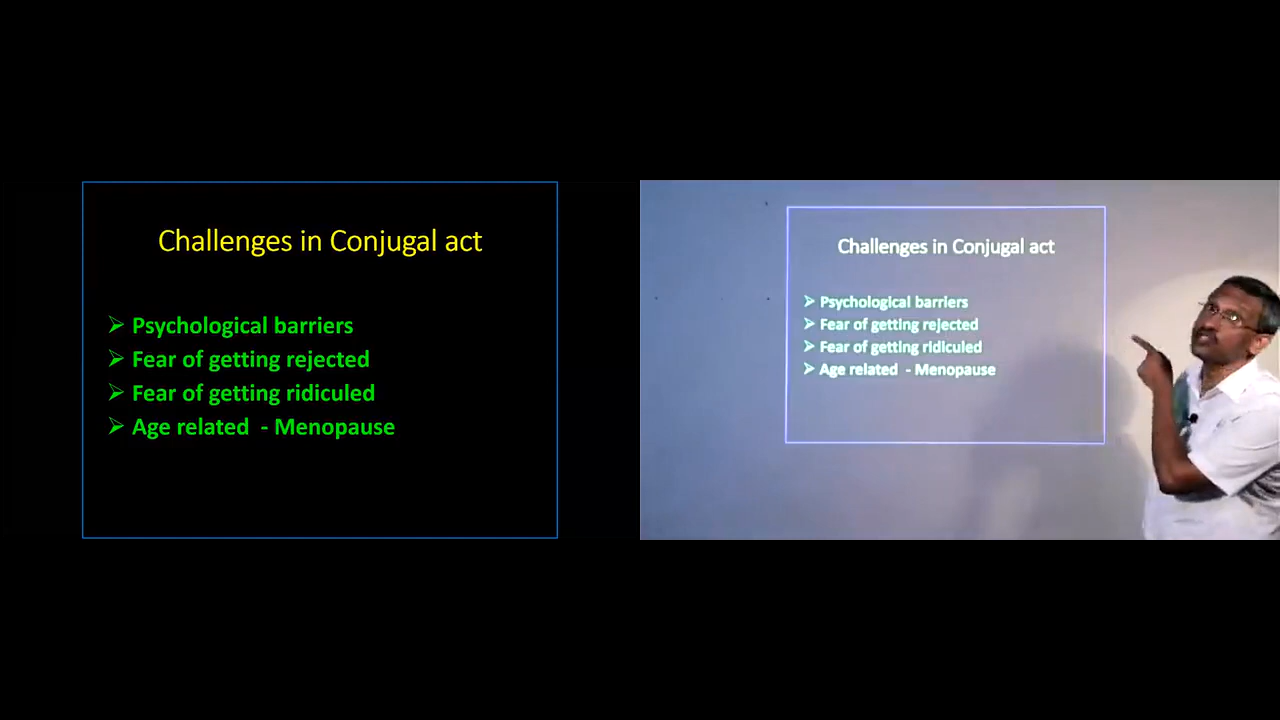 Challenges in Conjugal act
➢ Psychological barriers
➢ Fear of getting rejected
➢ Fear of getting ridiculed
➢ Age related  - Menopause
Challenges in Conjugal act
➢ Psychological barriers
➢ Fear of getting rejected
➢ Fear of getting ridiculed
➢ Age related  - Menopause